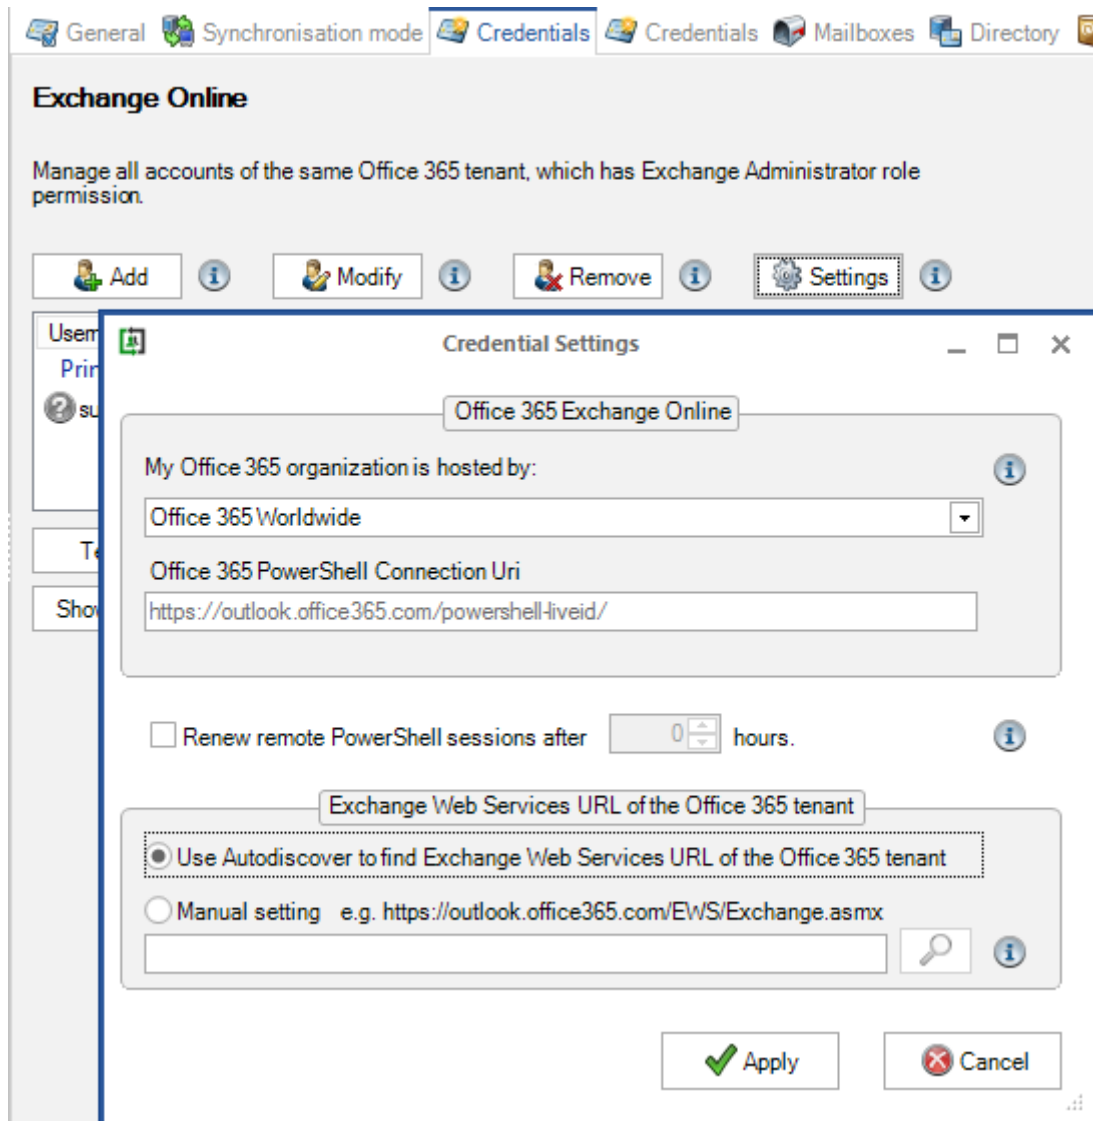 General Synchronisation mode Credentials Credentials Mailboxes Directory
Exchange Online
Manage all accounts of the same Office 365 tenant, which has Exchange Administrator role
permission.
Add Modify Remove Settings
Credential Settings
Office 365 Exchange Online
My Office 365 organization is hosted by:
Office 365 Worldwide
Office 365 PowerShell Connection Uri
https://outlook.office365.com/powershell-liveid/
Renew remote PowerShell sessions after 0 hours.
Exchange Web Services URL of the Office 365 tenant
Use Autodiscover to find Exchange Web Services URL of the Office 365 tenant
Manual setting e.g. https://outlook.office365.com/EWS/Exchange.asmx
Apply Cancel